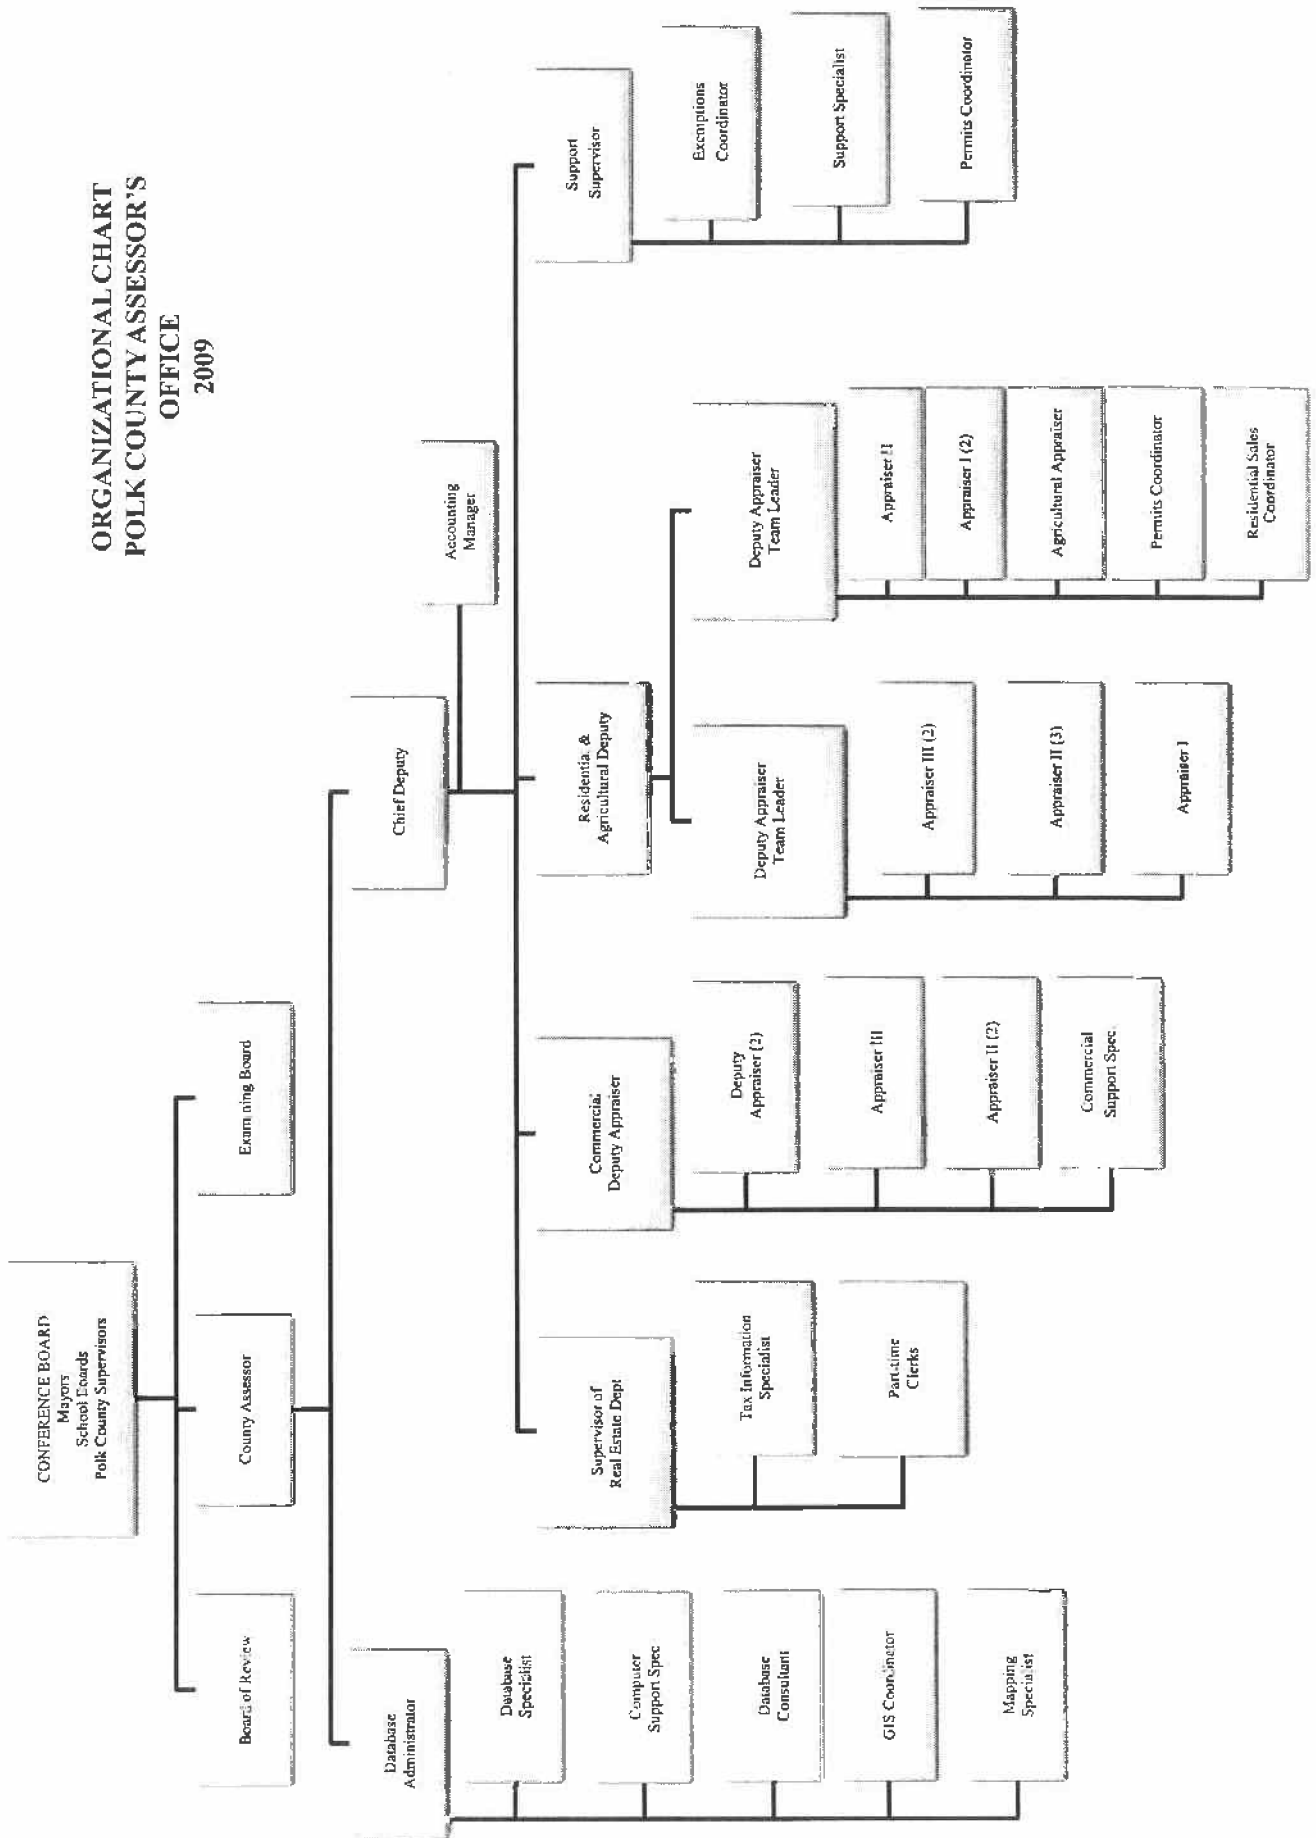 ORGANIZATIONAL CHART
POLK COUNTY ASSESSOR'S
OFFICE
2009
CONFERENCE BOARD
Mayors
School Boards
Polk County Supervisors
Board of Review
County Assessor
Examining Board
Database
Administrator
Chief Deputy
Accounting
Manager
Database
Specialist
Computer
Support Spec
Database
Consultant
GIS Coordinator
Mapping
Specialist
Supervisor of
Real Estate Dept
Tax Information
Specialist
Part-time
Clerks
Commercial
Deputy Appraiser
Deputy
Appraiser (2)
Appraiser III
Appraiser II (2)
Commercial
Support Spec
Residential &
Agricultural Deputy
Deputy Appraiser
Team Leader
Appraiser III (2)
Appraiser II (3)
Appraiser I
Deputy Appraiser
Team Leader
Appraiser II
Appraiser I (2)
Agricultural Appraiser
Permits Coordinator
Residential Sales
Coordinator
Support
Supervisor
Exemptions
Coordinator
Support Specialist
Permits Coordinator